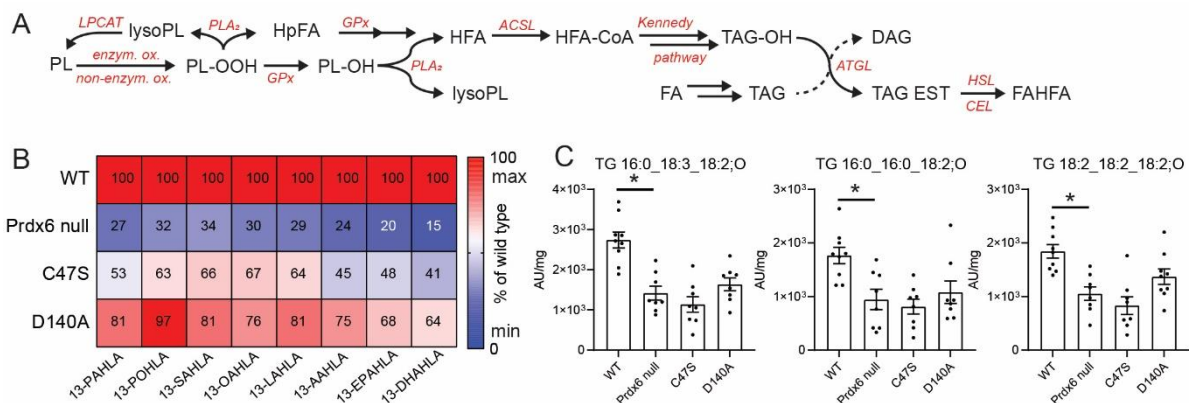 A
LPCAT lysoPL PLA₂ HpFA GPx
HFA ACSL HFA-CoA Kennedy pathway TAG-OH DAG
PL enzym. ox. non-enzym. ox. PL-OOH GPx PL-OH PLA₂ ATGL
lysoPL FA TAG TAG EST HSL CEL FAHFA
B
WT 100 100 100 100 100 100 100 100
Prdx6 null 27 32 34 30 29 24 20 15
C47S 53 63 66 67 64 45 48 41
D140A 81 97 81 76 81 75 68 64
13-PAHLA 13-POHLA 13-SAHLA 13-OAHLA 13-LAHLA 13-AAHLA 13-EPAHLA 13-DHAHLA
100
max
% of wild type
min
0
C
TG 16:0_18:3_18:2;O
AU/mg
4×10³
3×10³
2×10³
1×10³
0
*
WT Prdx6 null C47S D140A
TG 16:0_16:0_18:2;O
AU/mg
3×10³
2×10³
1×10³
0
*
WT Prdx6 null C47S D140A
TG 18:2_18:2_18:2;O
AU/mg
3×10³
2×10³
1×10³
0
*
WT Prdx6 null C47S D140A